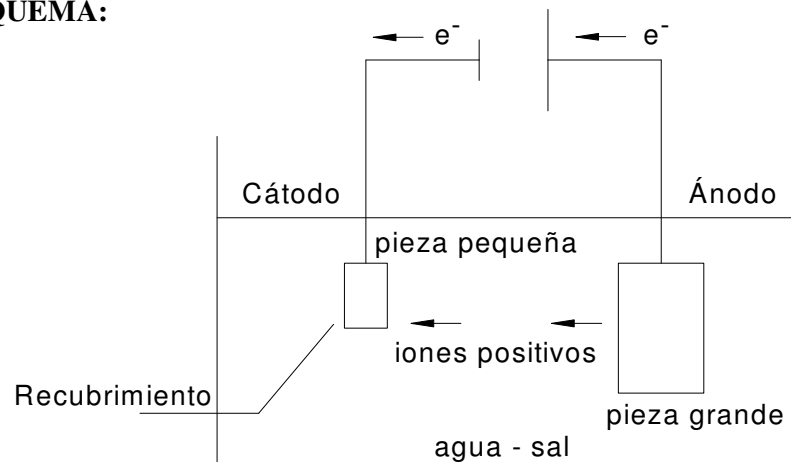 QUEMA:
e-
e-
Cátodo
Ánodo
pieza pequeña
iones positivos
Recubrimiento
pieza grande
agua - sal